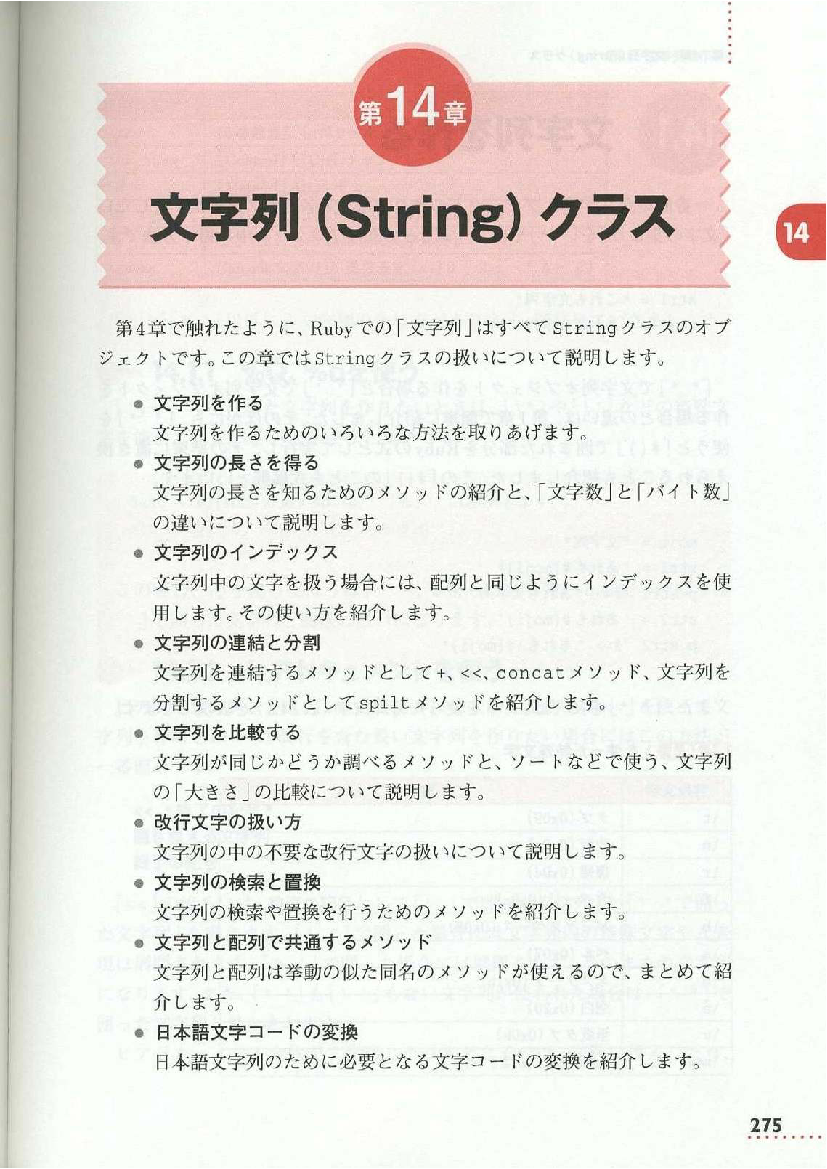 第14章
文字列（String）クラス
14
第4章で触れたように、Rubyでの「文字列」はすべてStringクラスのオブ
ジェクトです。この章ではStringクラスの扱いについて説明します。
● 文字列を作る
文字列を作るためのいろいろな方法を取りあげます。
● 文字列の長さを得る
文字列の長さを知るためのメソッドの紹介と、「文字数」と「バイト数」
の違いについて説明します。
● 文字列のインデックス
文字列中の文字を扱う場合には、配列と同じようにインデックスを使
用します。その使い方を紹介します。
● 文字列の連結と分割
文字列を連結するメソッドとして+、<<、concatメソッド、文字列を
分割するメソッドとしてspiltメソッドを紹介します。
● 文字列を比較する
文字列が同じかどうか調べるメソッドと、ソートなどで使う、文字列
の「大きさ」の比較について説明します。
● 改行文字の扱い方
文字列の中の不要な改行文字の扱いについて説明します。
● 文字列の検索と置換
文字列の検索や置換を行うためのメソッドを紹介します。
● 文字列と配列で共通するメソッド
文字列と配列は挙動の似た同名のメソッドが使えるので、まとめて紹
介します。
● 日本語文字コードの変換
日本語文字列のために必要となる文字コードの変換を紹介します。
275